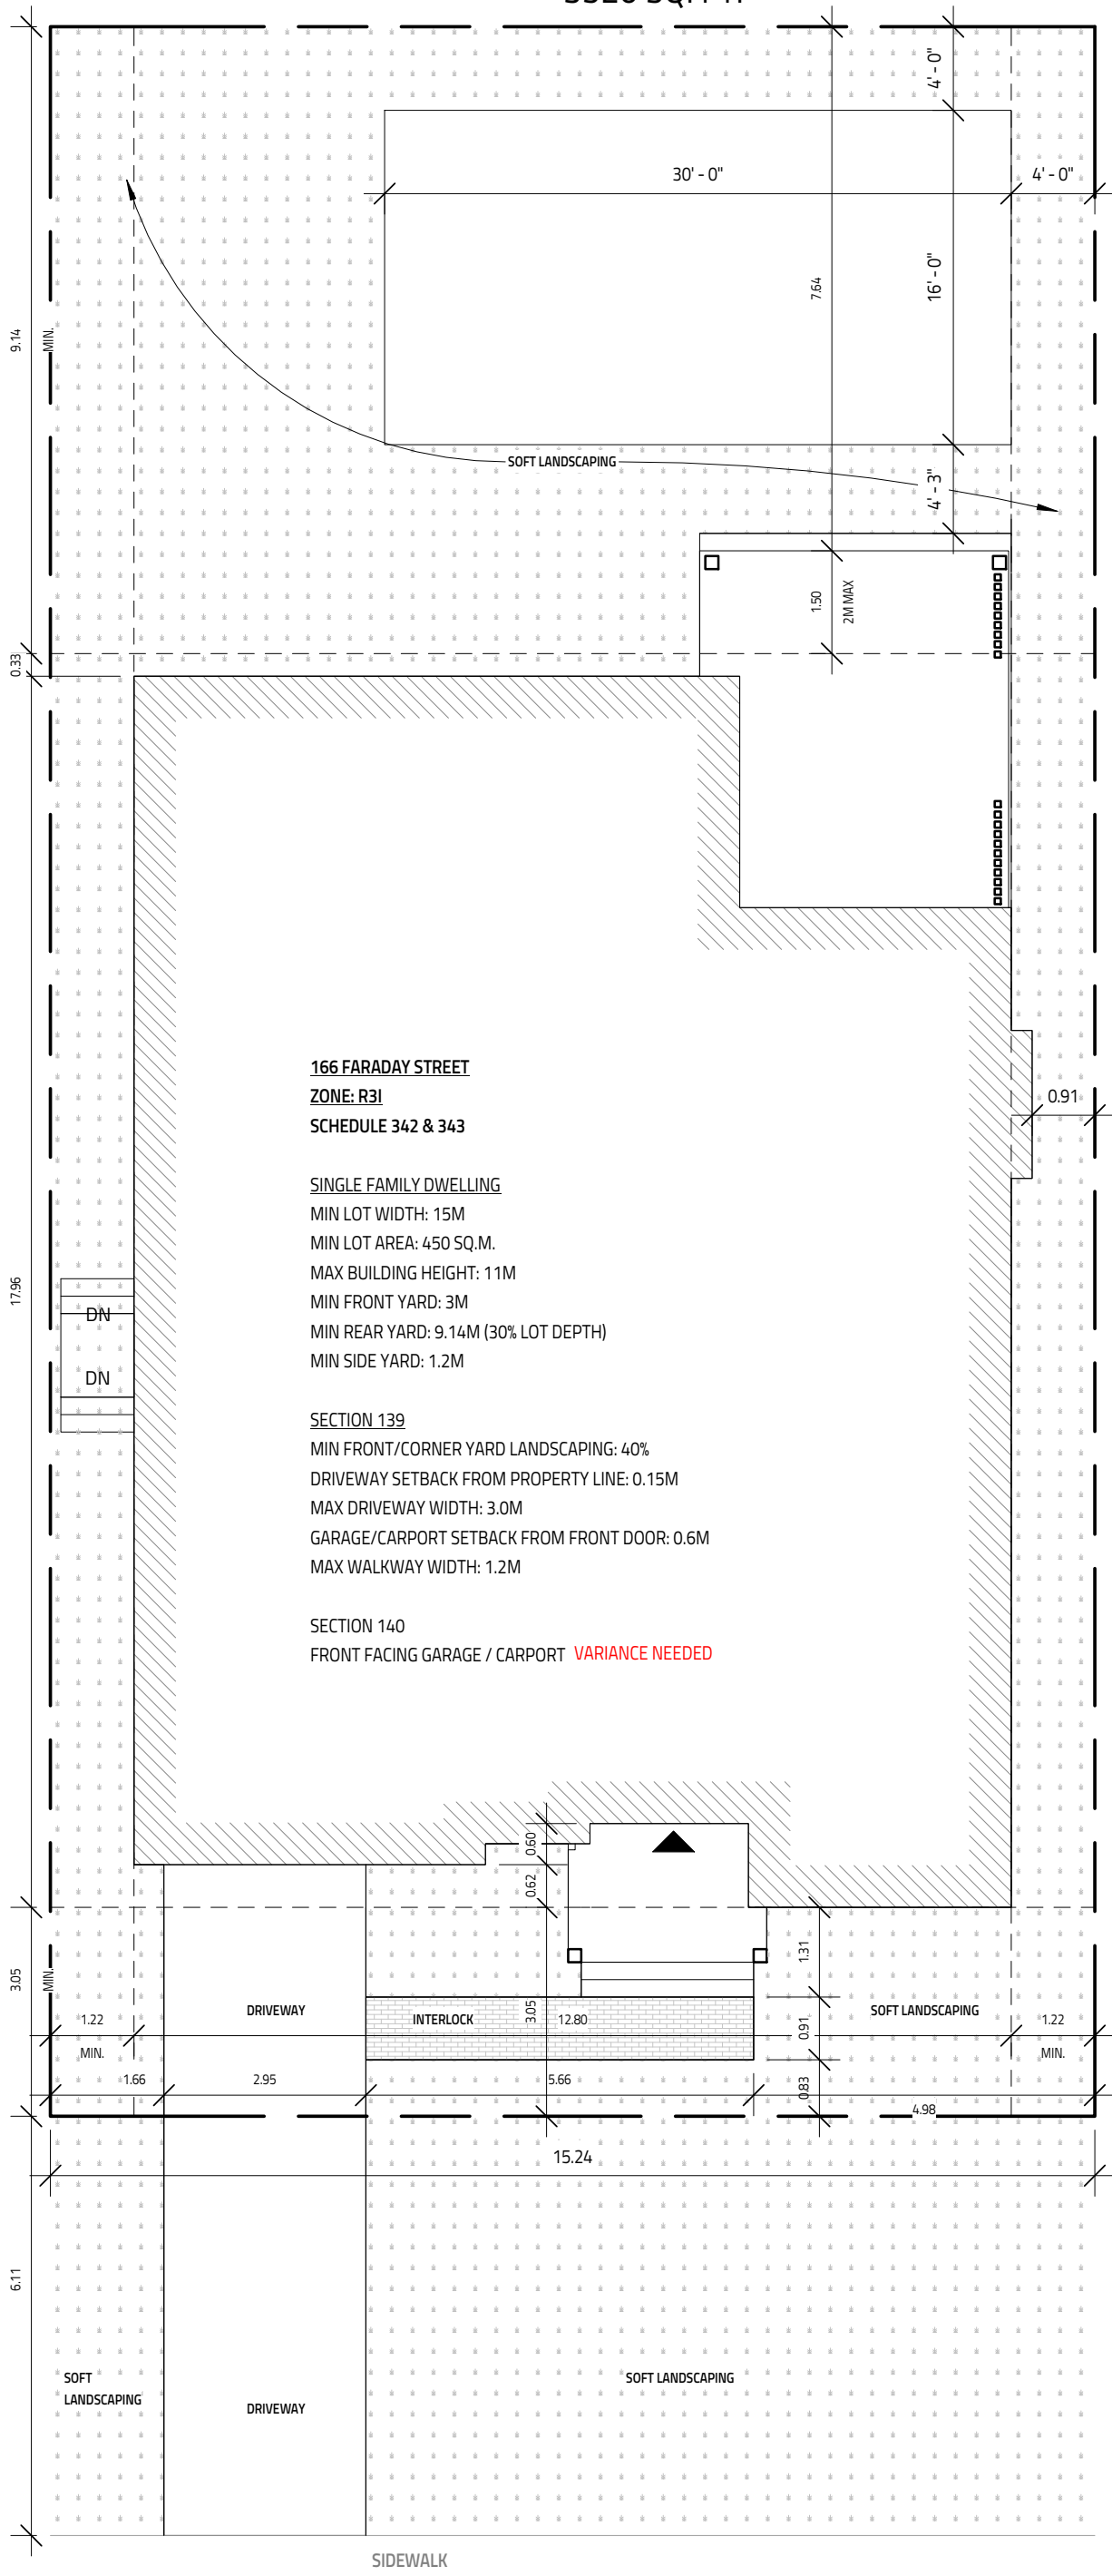 4' - 0"
30' - 0"
4' - 0"
7.64
16' - 0"
9.14
MIN.
SOFT LANDSCAPING
4' - 3"
1.50
2M MAX
0.33
166 FARADAY STREET
ZONE: R3I
SCHEDULE 342 & 343
0.91
SINGLE FAMILY DWELLING
MIN LOT WIDTH: 15M
MIN LOT AREA: 450 SQ.M.
MAX BUILDING HEIGHT: 11M
MIN FRONT YARD: 3M
MIN REAR YARD: 9.14M (30% LOT DEPTH)
MIN SIDE YARD: 1.2M
17.96
DN
DN
SECTION 139
MIN FRONT/CORNER YARD LANDSCAPING: 40%
DRIVEWAY SETBACK FROM PROPERTY LINE: 0.15M
MAX DRIVEWAY WIDTH: 3.0M
GARAGE/CARPORT SETBACK FROM FRONT DOOR: 0.6M
MAX WALKWAY WIDTH: 1.2M
SECTION 140
FRONT FACING GARAGE / CARPORT VARIANCE NEEDED
0.60
0.62
1.31
3.05
MIN.
DRIVEWAY
INTERLOCK
3.05
12.80
0.91
SOFT LANDSCAPING
1.22
MIN.
1.22
MIN.
1.66
2.95
5.66
0.83
4.98
15.24
6.11
SOFT
LANDSCAPING
DRIVEWAY
SOFT LANDSCAPING
SIDEWALK